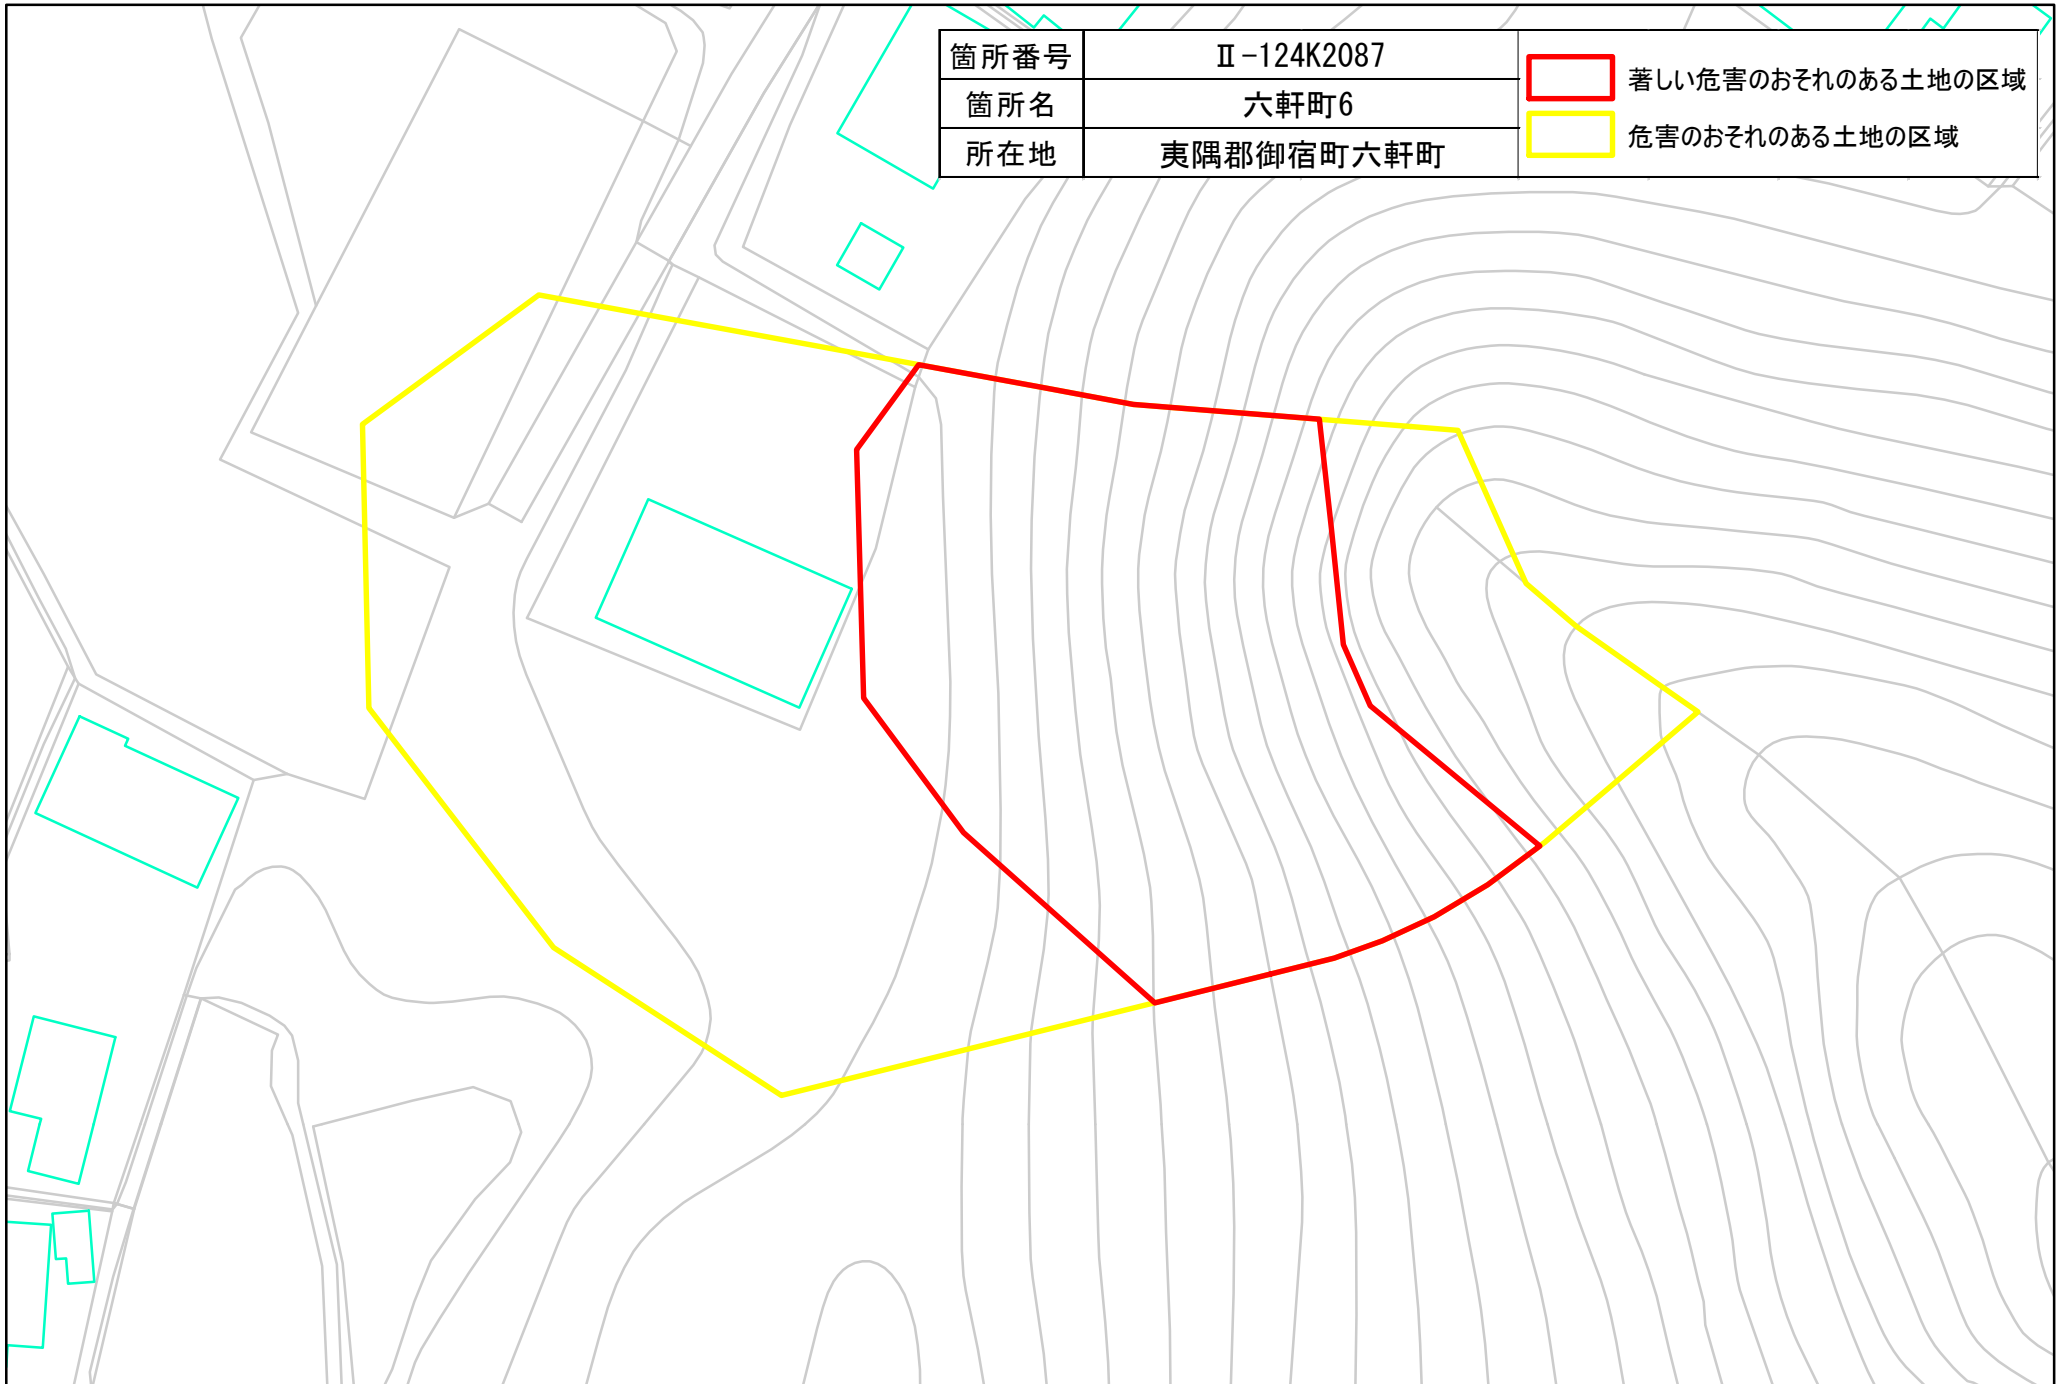 箇所番号 Ⅱ-124K2087
箇所名 六軒町6
所在地 夷隅郡御宿町六軒町
著しい危害のおそれのある土地の区域
危害のおそれのある土地の区域